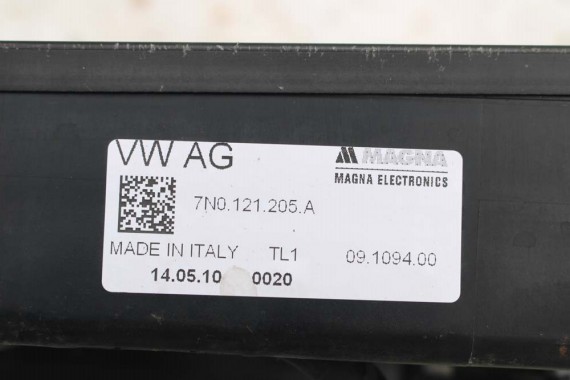 VW AG
MAGNA
MAGNA ELECTRONICS
7N0.121.205.A
MADE IN ITALY TL1 09.1094.00
14.05.10 0020